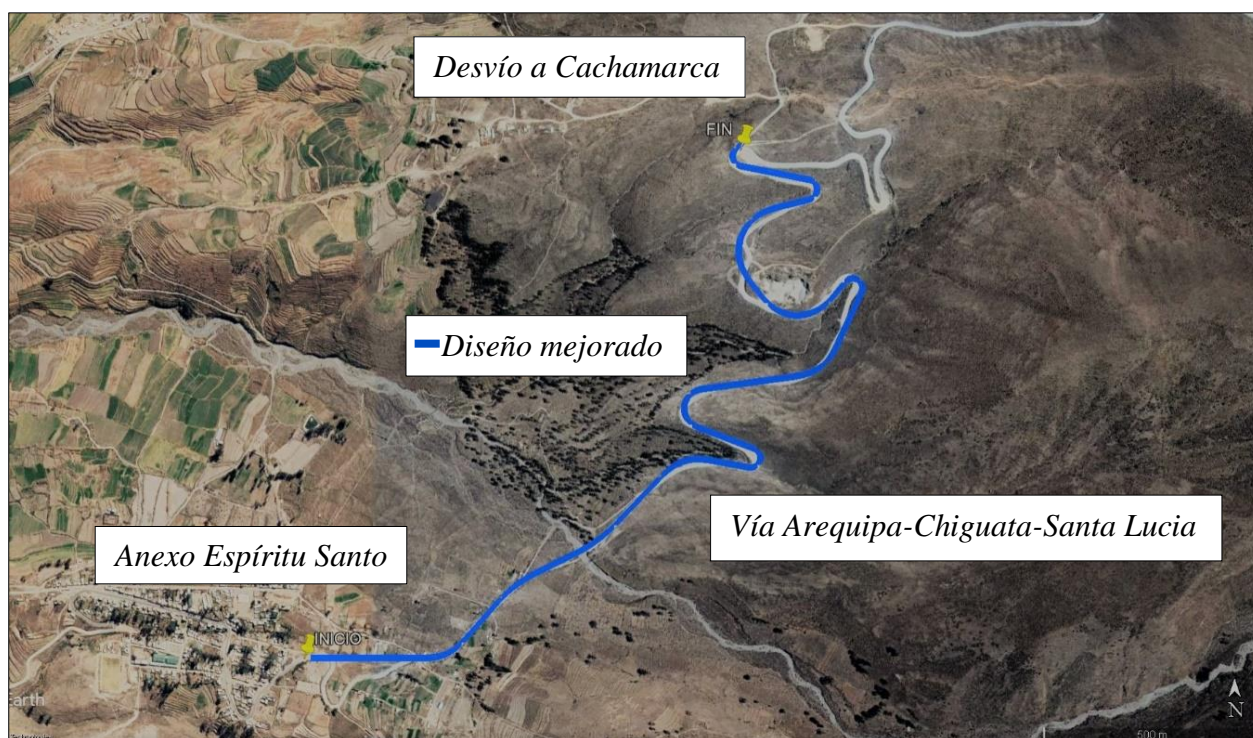 Desvío a Cachamarca
FIN
Diseño mejorado
Vía Arequipa-Chiguata-Santa Lucia
Anexo Espíritu Santo
INICIO
Earth
N
500 m